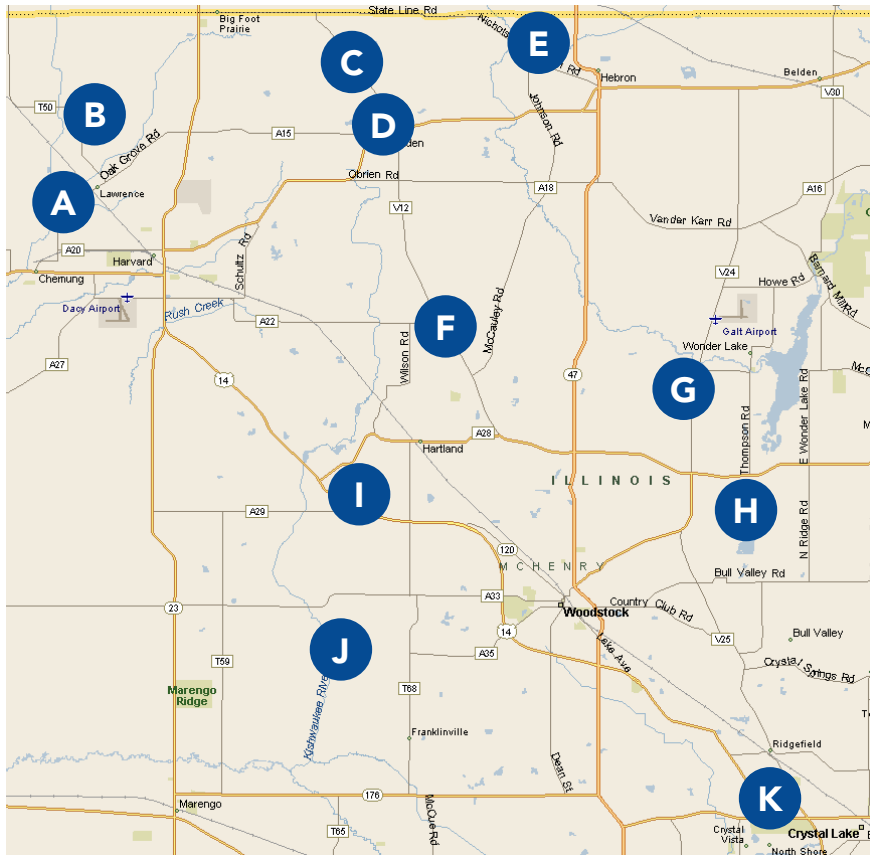 State Line Rd
Big Foot
Prairie
Nichols
Rd
E
Hebron
Belden
C
T50
B
V30
Johnson Rd
D
A15
den
Oak Grove Rd
Obrien Rd
A18
A16
Lawrence
A
V12
Vander Karr Rd
A20
Harvard
Schultz Rd
Barnard Mill Rd
Chemung
V24
Howe Rd
Dacy Airport
Rush Creek
A22
McCauley Rd
F
Galt Airport
Wonder Lake
Wilson Rd
A27
14
47
G
E Wonder Lake Rd
Thompson Rd
A28
Hartland
ILLINOIS
I
A29
H
N Ridge Rd
120
MCHENRY
Bull Valley Rd
A33
23
Woodstock
Country Club Rd
14
Lake Ave
V25
Bull Valley
J
A35
T59
Crystal Springs Rd
T68
Marengo
Ridge
Kishwaukee River
Franklinville
Ridgefield
Dean St
176
K
Marengo
McCue Rd
T65
Crystal
Vista
Crystal Lake
North Shore